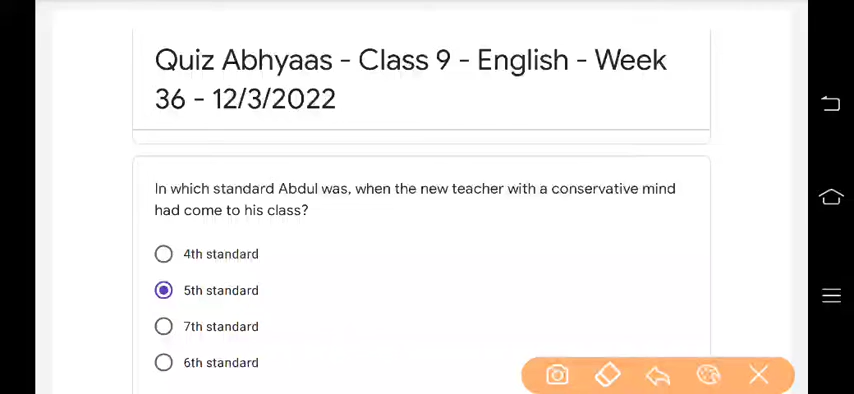 Quiz Abhyaas - Class 9 - English - Week
36 - 12/3/2022
In which standard Abdul was, when the new teacher with a conservative mind
had come to his class?
4th standard
5th standard
7th standard
6th standard